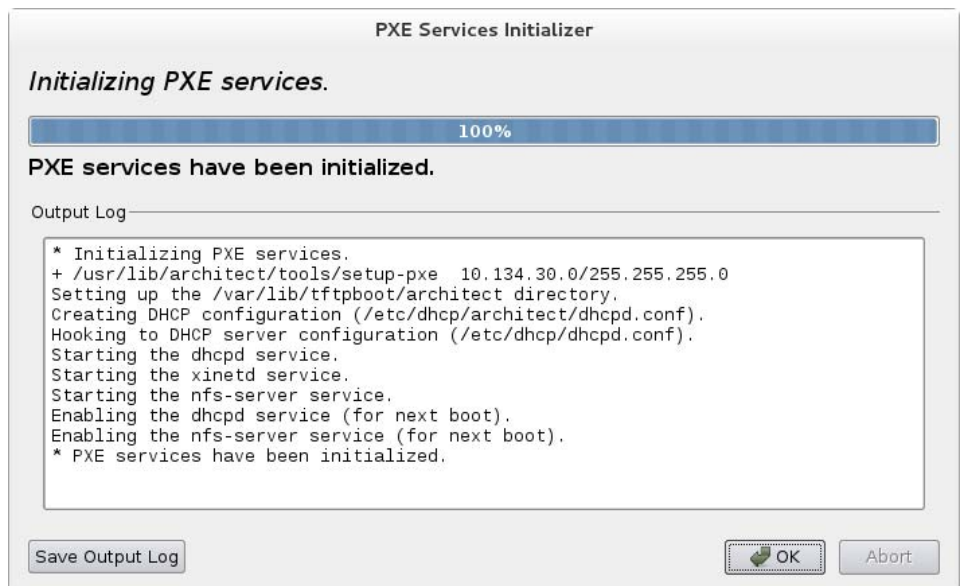 PXE Services Initializer
Initializing PXE services.
100%
PXE services have been initialized.
Output Log
* Initializing PXE services.
+ /usr/lib/architect/tools/setup-pxe  10.134.30.0/255.255.255.0
Setting up the /var/lib/tftpboot/architect directory.
Creating DHCP configuration (/etc/dhcp/architect/dhcpd.conf).
Hooking to DHCP server configuration (/etc/dhcp/dhcpd.conf).
Starting the dhcpd service.
Starting the xinetd service.
Starting the nfs-server service.
Enabling the dhcpd service (for next boot).
Enabling the nfs-server service (for next boot).
* PXE services have been initialized.
Save Output Log
OK
Abort